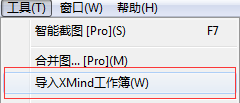 工具(T) 窗口(W) 帮助(H)
智能截图 [Pro](S) F7
合并图... [Pro](M)
导入XMind工作簿(W)